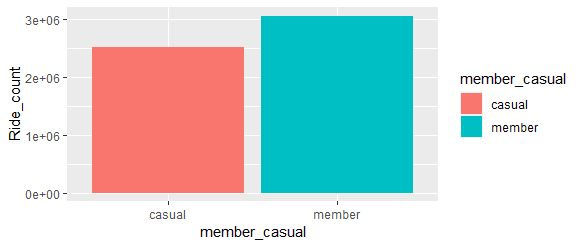 Ride_count
3e+06
2e+06
1e+06
0e+00
casual
member
member_casual
member_casual
casual
member